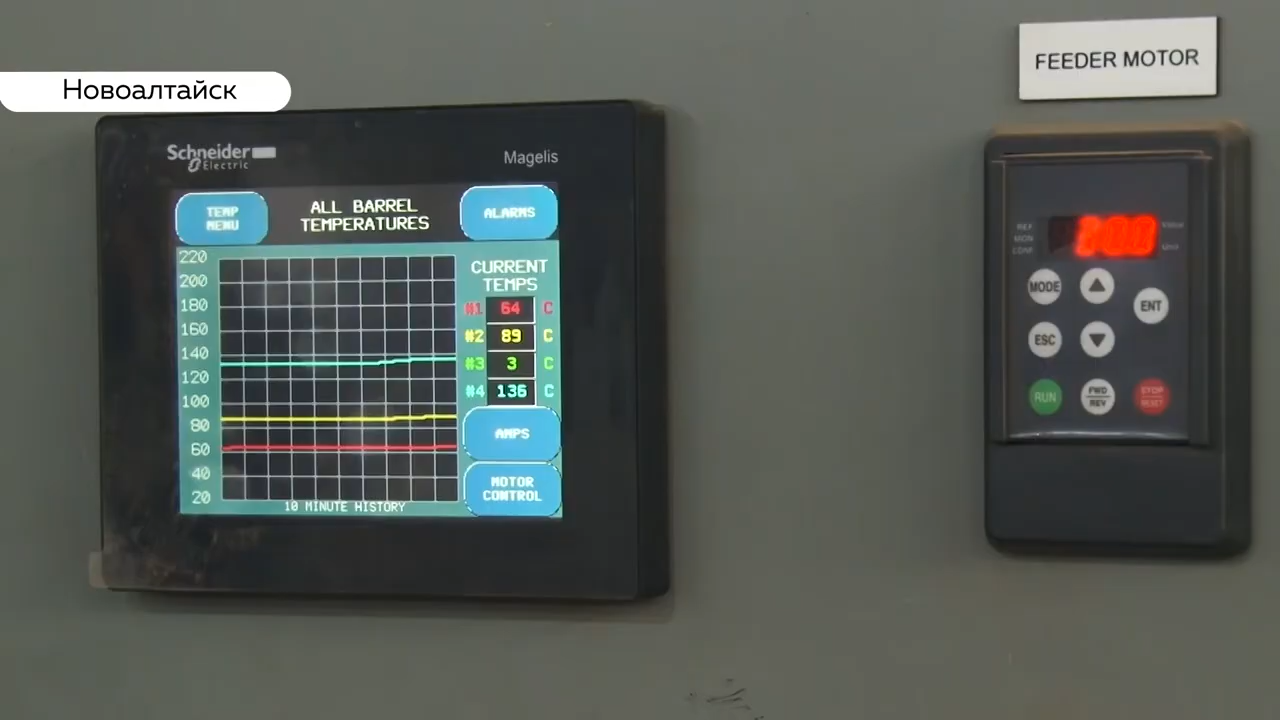 Новоалтайск
Schneider
Electric
Magelis
TEMP
MENU
ALL BARREL
TEMPERATURES
ALARMS
220
200
180
160
140
120
100
80
60
40
20
10 MINUTE HISTORY
CURRENT
TEMPS
#1 64 C
#2 89 C
#3 3 C
#4 136 C
AMPS
MOTOR
CONTROL
FEEDER MOTOR
REF
MON
CONF
Value
Unit
MODE
ENT
ESC
RUN
FWD
REV
STOP
RESET